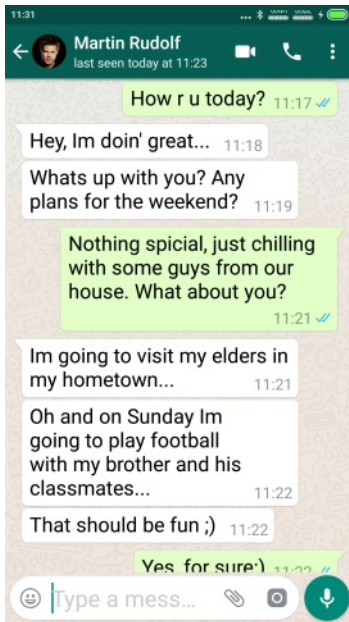 11:31
Martin Rudolf
last seen today at 11:23
How r u today? 11:17
Hey, Im doin' great... 11:18
Whats up with you? Any
plans for the weekend? 11:19
Nothing spicial, just chilling
with some guys from our
house. What about you?
11:21
Im going to visit my elders in
my hometown... 11:21
Oh and on Sunday Im
going to play football
with my brother and his
classmates... 11:22
That should be fun ;) 11:22
Yes, for sure:) 11:22
Type a mess...